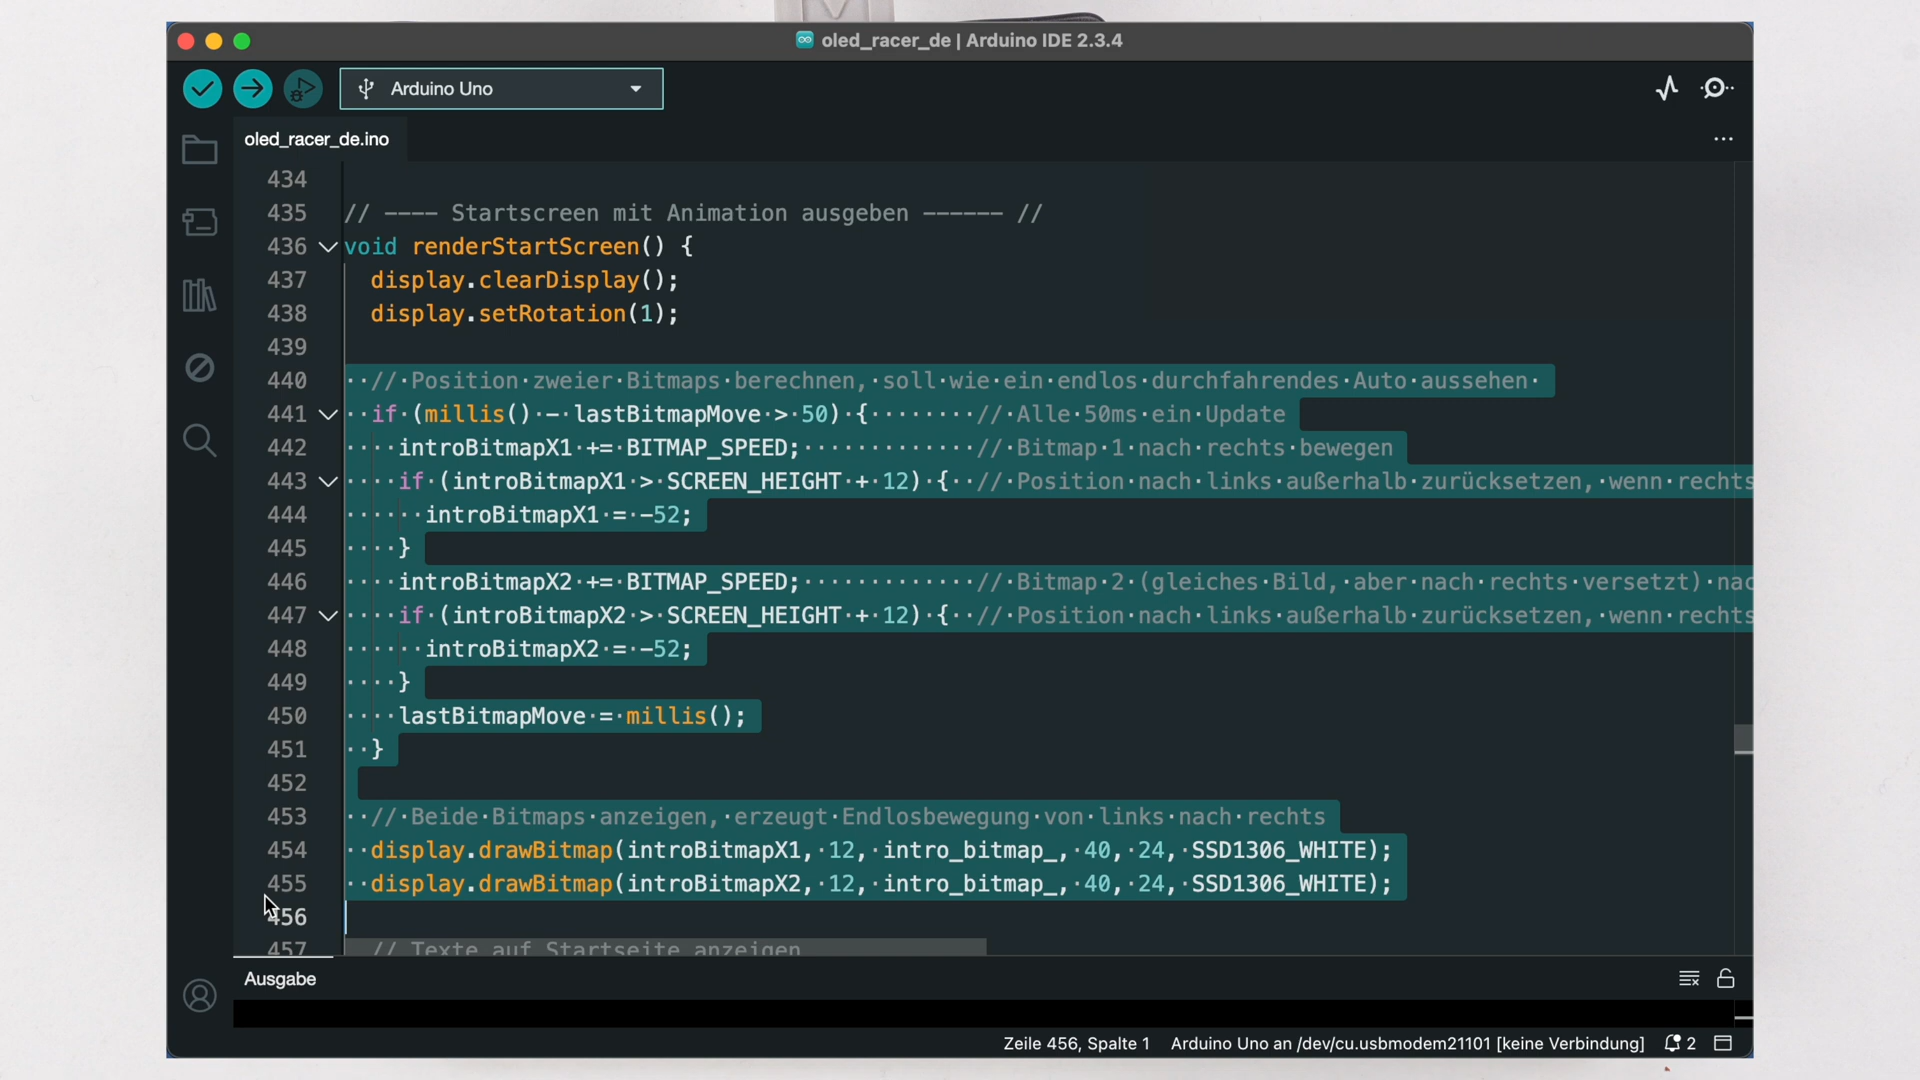 oled_racer_de | Arduino IDE 2.3.4
Arduino Uno
oled_racer_de.ino
434
435 // ---- Startscreen mit Animation ausgeben ------ //
436 void renderStartScreen() {
437 display.clearDisplay();
438 display.setRotation(1);
439
440 // Position zweier Bitmaps berechnen, soll wie ein endlos durchfahrendes Auto aussehen
441 if (millis() - lastBitmapMove > 50) { // Alle 50ms ein Update
442 introBitmapX1 += BITMAP_SPEED; // Bitmap 1 nach rechts bewegen
443 if (introBitmapX1 > SCREEN_HEIGHT + 12) { // Position nach links außerhalb zurücksetzen, wenn rechts
444 introBitmapX1 = -52;
445 }
446 introBitmapX2 += BITMAP_SPEED; // Bitmap 2 (gleiches Bild, aber nach rechts versetzt) nac
447 if (introBitmapX2 > SCREEN_HEIGHT + 12) { // Position nach links außerhalb zurücksetzen, wenn rechts
448 introBitmapX2 = -52;
449 }
450 lastBitmapMove = millis();
451 }
452
453 // Beide Bitmaps anzeigen, erzeugt Endlosbewegung von links nach rechts
454 display.drawBitmap(introBitmapX1, 12, intro_bitmap_, 40, 24, SSD1306_WHITE);
455 display.drawBitmap(introBitmapX2, 12, intro_bitmap_, 40, 24, SSD1306_WHITE);
456
457 // Texte auf Startseite anzeigen
Ausgabe
Zeile 456, Spalte 1 Arduino Uno an /dev/cu.usbmodem21101 [keine Verbindung] 2